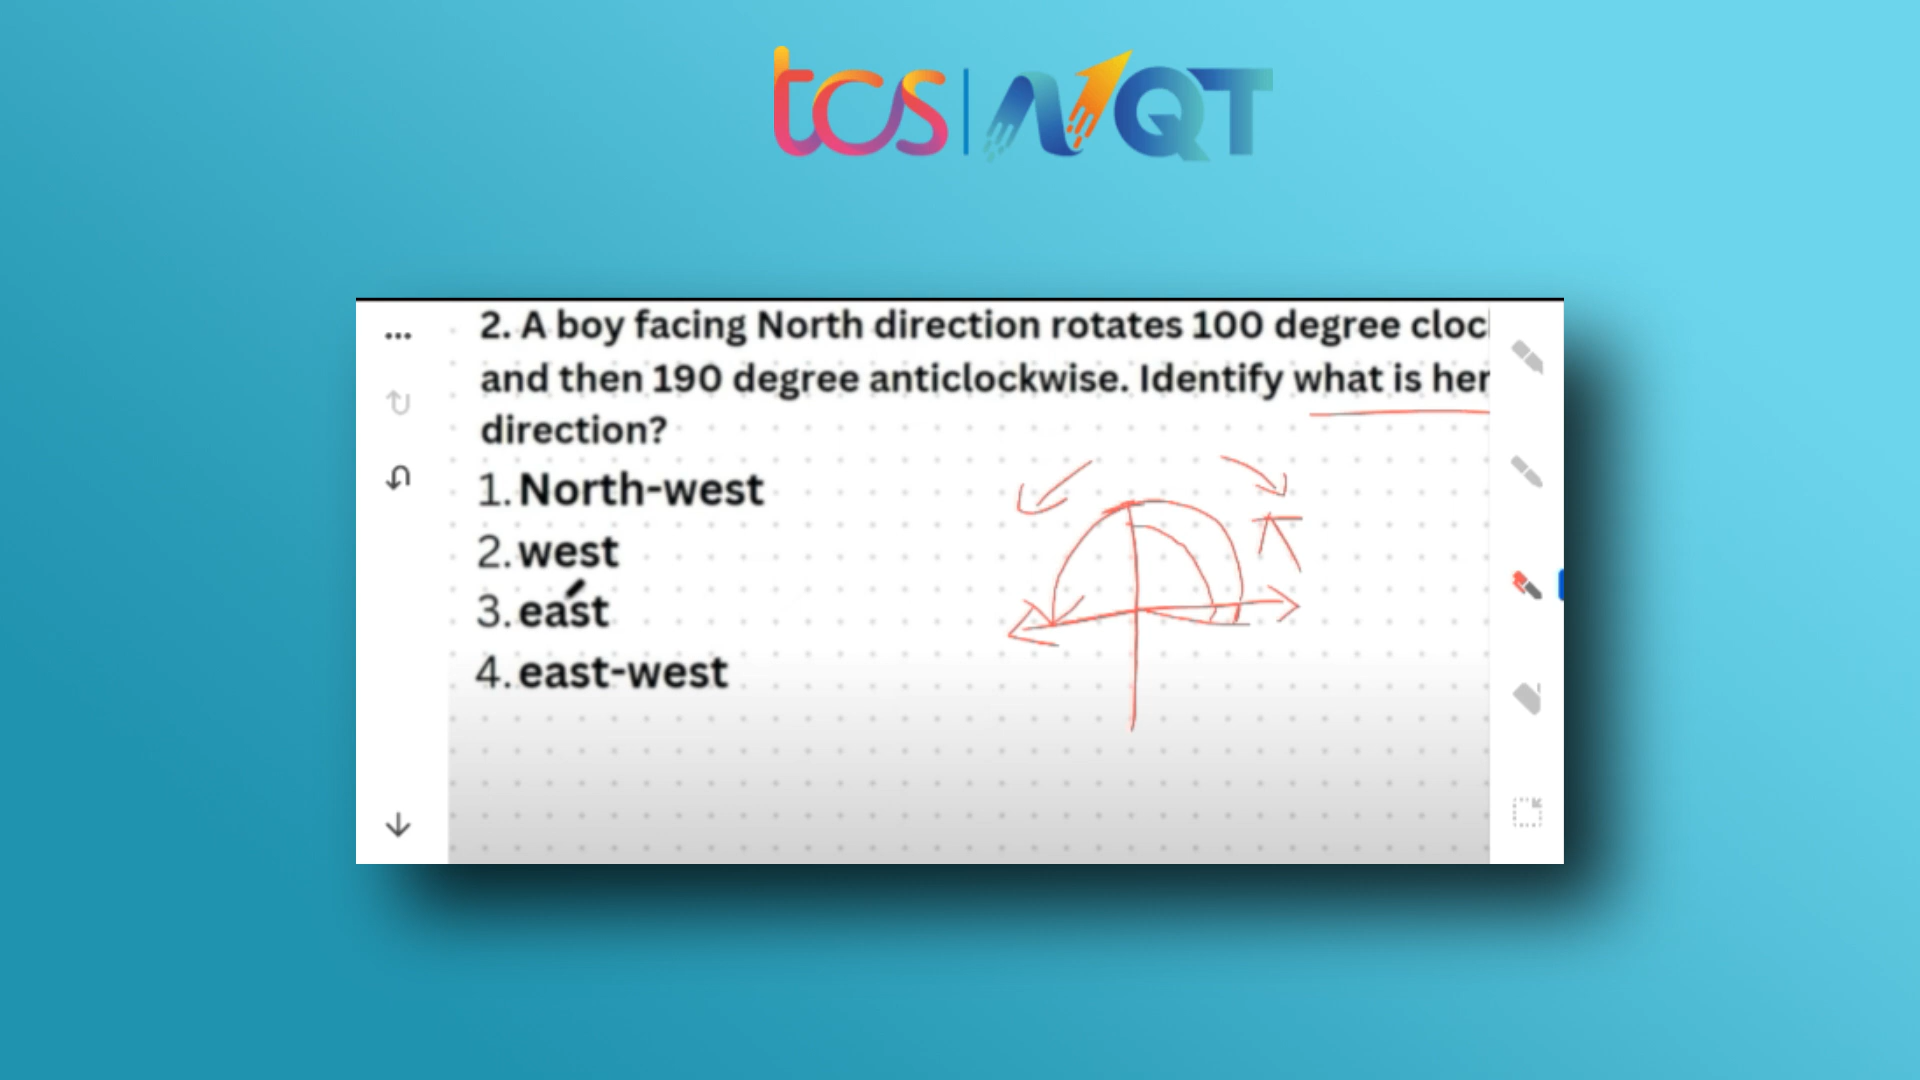 tcs | NQT
2. A boy facing North direction rotates 100 degree cloc
and then 190 degree anticlockwise. Identify what is her
direction?
1. North-west
2. west
3. east
4. east-west